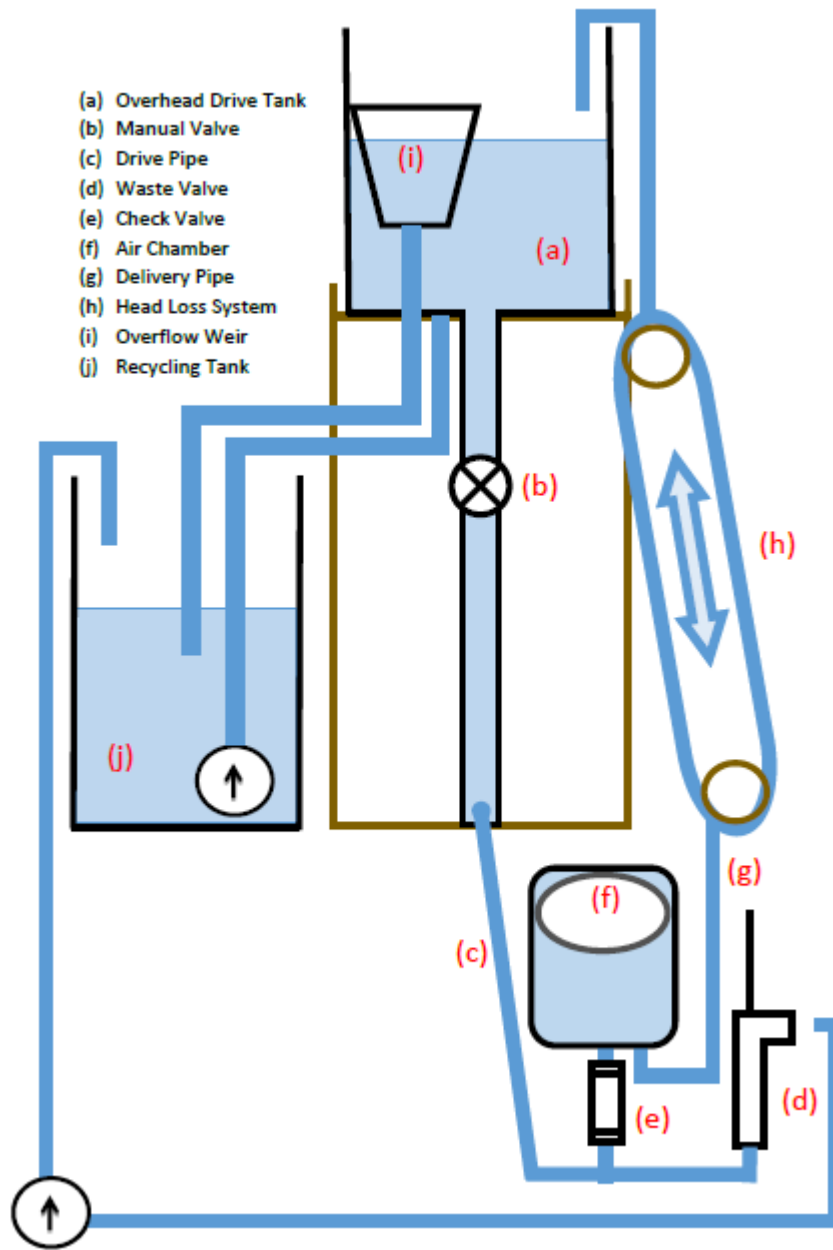 (a) Overhead Drive Tank
(b) Manual Valve
(c) Drive Pipe
(d) Waste Valve
(e) Check Valve
(f) Air Chamber
(g) Delivery Pipe
(h) Head Loss System
(i) Overflow Weir
(j) Recycling Tank
(i)
(a)
(b)
(h)
(j)
(g)
(f)
(c)
(d)
(e)